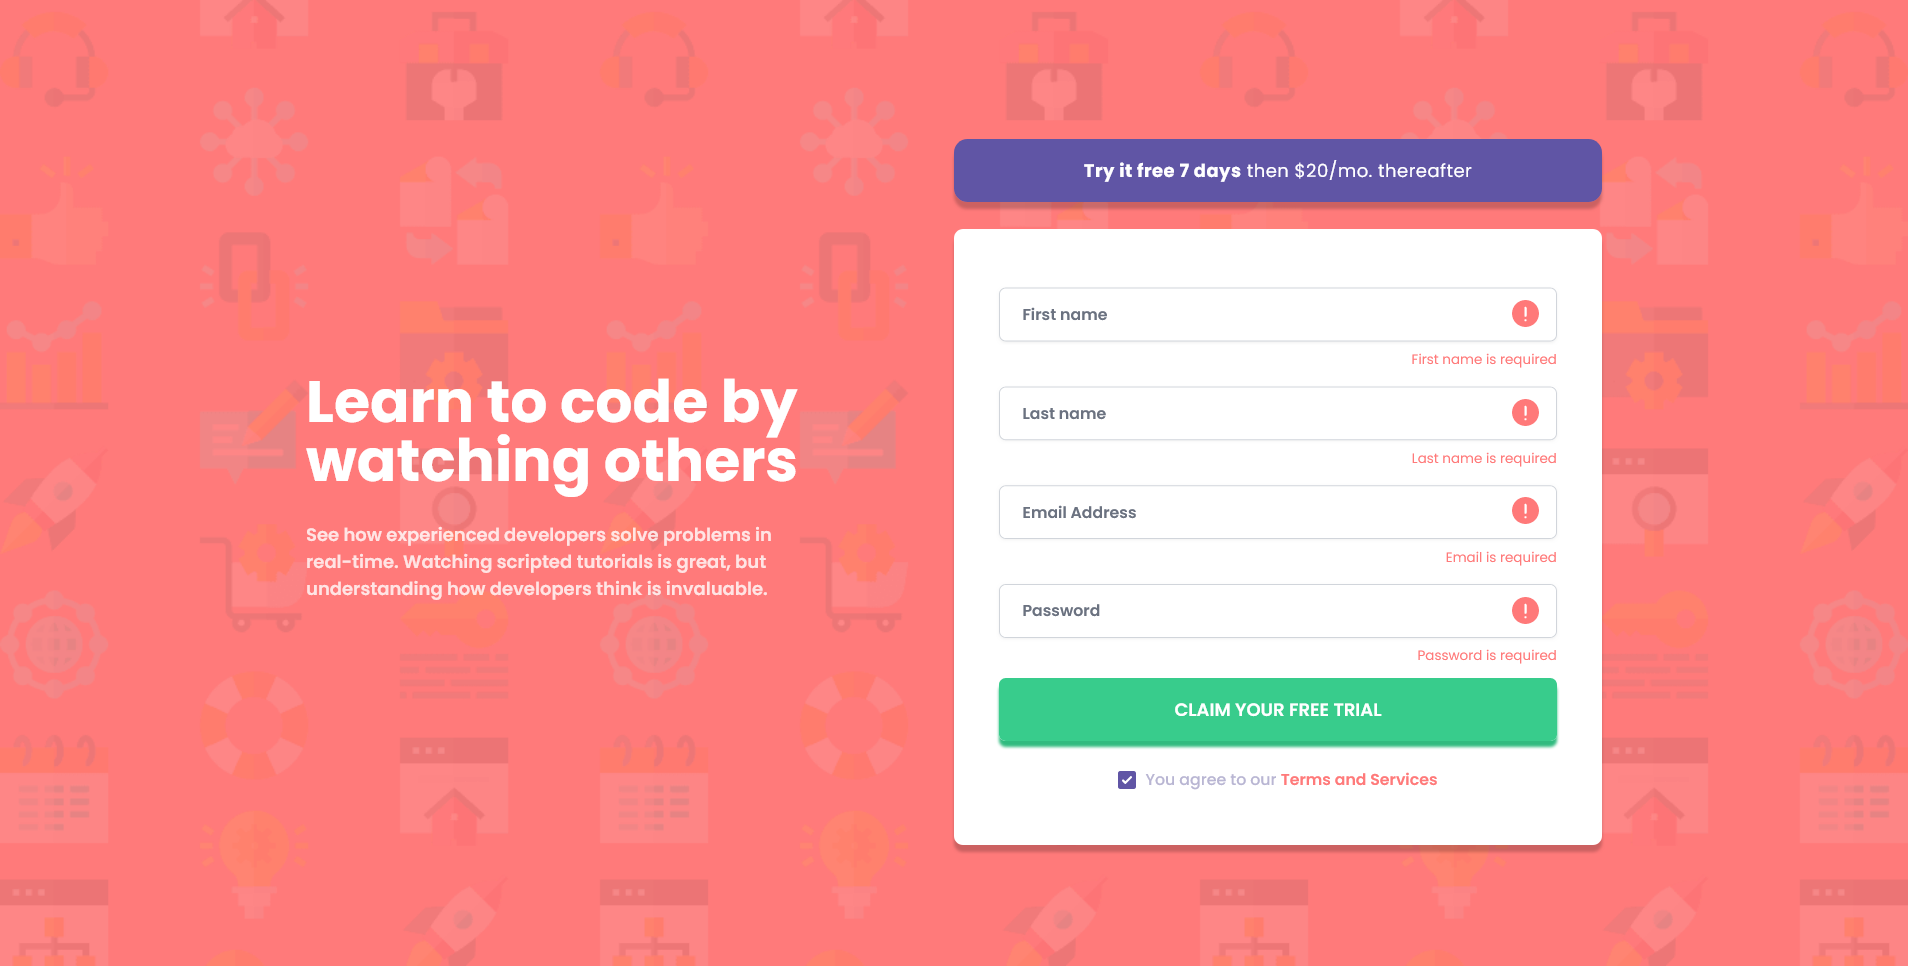 Learn to code by
watching others
See how experienced developers solve problems in
real-time. Watching scripted tutorials is great, but
understanding how developers think is invaluable.
Try it free 7 days then $20/mo. thereafter
First name
First name is required
Last name
Last name is required
Email Address
Email is required
Password
Password is required
CLAIM YOUR FREE TRIAL
You agree to our Terms and Services